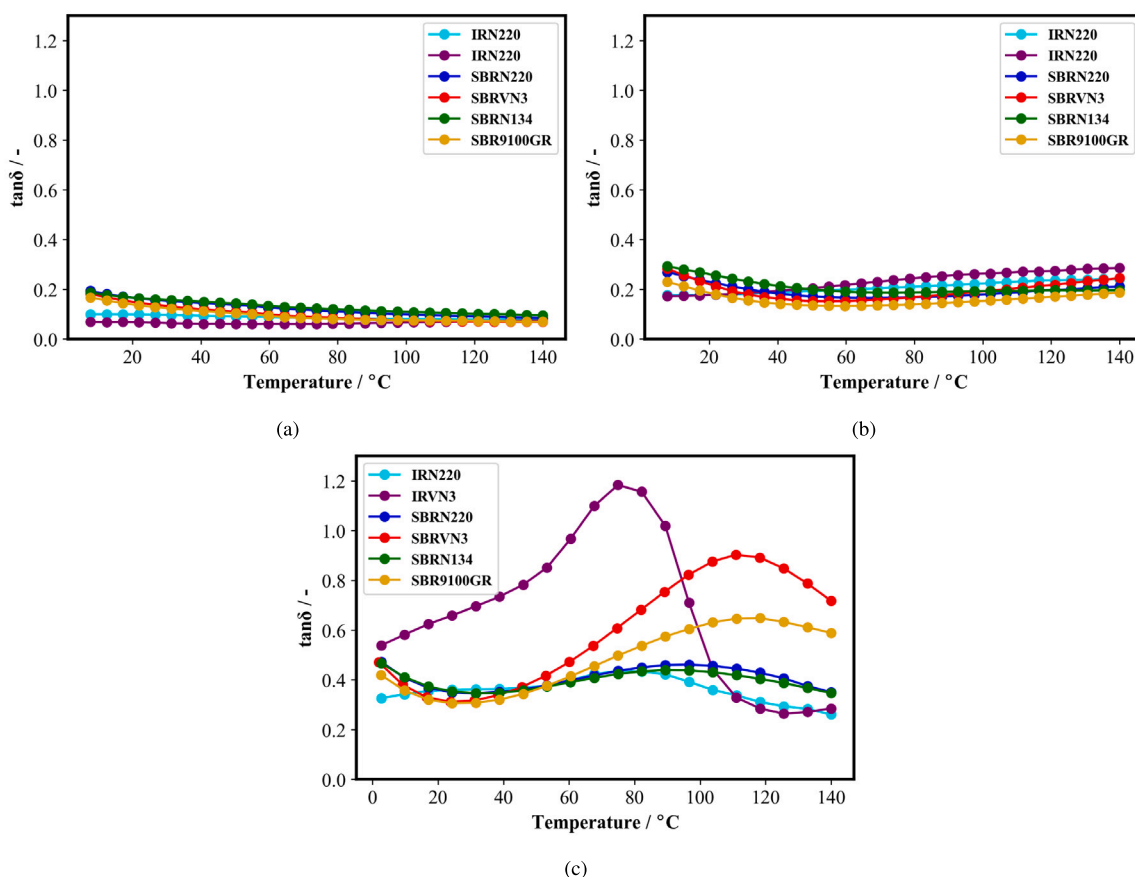 1.2
1.0
0.8
0.6
0.4
0.2
0.0
tanδ / -
20 40 60 80 100 120 140
Temperature / °C
IRN220
IRN220
SBRN220
SBRVN3
SBRN134
SBR9100GR
(a)
1.2
1.0
0.8
0.6
0.4
0.2
0.0
tanδ / -
20 40 60 80 100 120 140
Temperature / °C
IRN220
IRN220
SBRN220
SBRVN3
SBRN134
SBR9100GR
(b)
1.2
1.0
0.8
0.6
0.4
0.2
0.0
tanδ / -
0 20 40 60 80 100 120 140
Temperature / °C
IRN220
IRVN3
SBRN220
SBRVN3
SBRN134
SBR9100GR
(c)